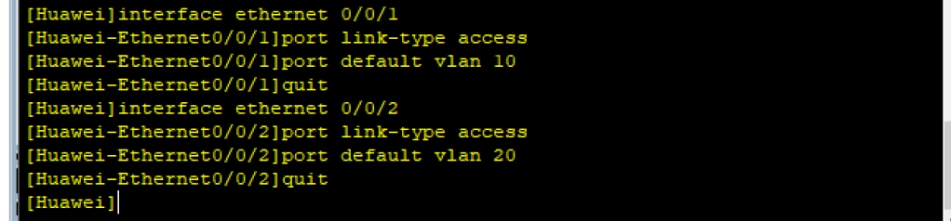 [Huawei]interface ethernet 0/0/1
[Huawei-Ethernet0/0/1]port link-type access
[Huawei-Ethernet0/0/1]port default vlan 10
[Huawei-Ethernet0/0/1]quit
[Huawei]interface ethernet 0/0/2
[Huawei-Ethernet0/0/2]port link-type access
[Huawei-Ethernet0/0/2]port default vlan 20
[Huawei-Ethernet0/0/2]quit
[Huawei]